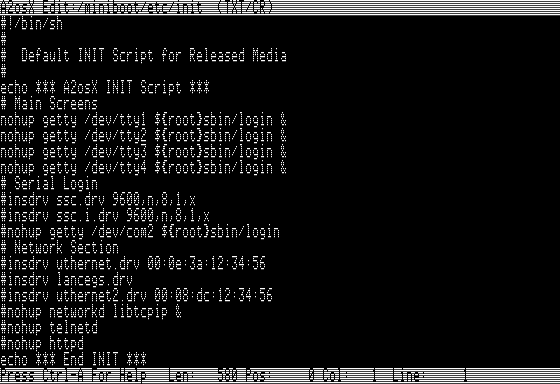 A2osX Edit:/miniboot/etc/init  (TXT/CR)
#!/bin/sh
#
#  Default INIT Script for Released Media
#
echo *** A2osX INIT Script ***
# Main Screens
nohup getty /dev/tty1 ${root}sbin/login &
nohup getty /dev/tty2 ${root}sbin/login &
nohup getty /dev/tty3 ${root}sbin/login &
nohup getty /dev/tty4 ${root}sbin/login &
# Serial Login
#insdrv ssc.drv 9600,n,8,1,x
#insdrv ssc.i.drv 9600,n,8,1,x
#nohup getty /dev/com2 ${root}sbin/login
# Network Section
#insdrv uthernet.drv 00:0e:3a:12:34:56
#insdrv lancegs.drv
#insdrv uthernet2.drv 00:08:dc:12:34:56
#nohup networkd libtcpip &
#nohup telnetd
#nohup httpd
echo *** End INIT ***
Press Ctrl-A For Help  Len:   580 Pos:     0 Col:   1  Line:     1